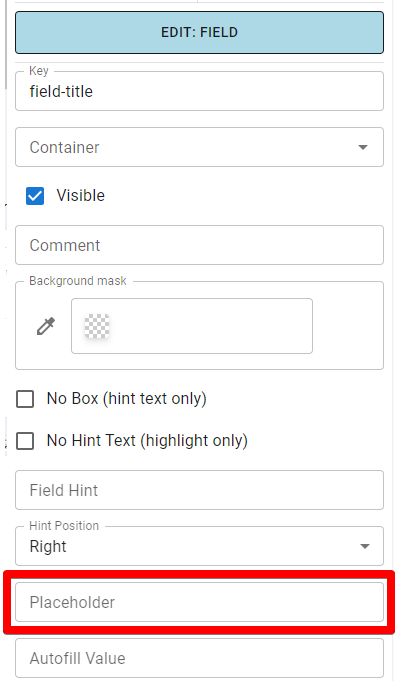 EDIT: FIELD
Key
field-title
Container
Visible
Comment
Background mask
No Box (hint text only)
No Hint Text (highlight only)
Field Hint
Hint Position
Right
Placeholder
Autofill Value